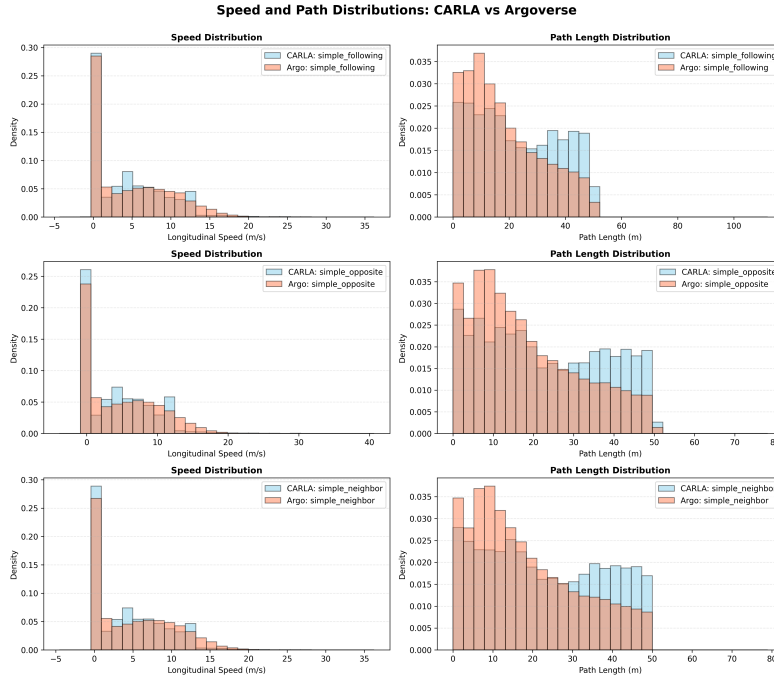 Speed and Path Distributions: CARLA vs Argoverse
Speed Distribution
Density
0.30
0.25
0.20
0.15
0.10
0.05
0.00
CARLA: simple_following
Argo: simple_following
−5 0 5 10 15 20 25 30 35
Longitudinal Speed (m/s)
Path Length Distribution
Density
0.035
0.030
0.025
0.020
0.015
0.010
0.005
0.000
CARLA: simple_following
Argo: simple_following
0 20 40 60 80 100
Path Length (m)
Speed Distribution
Density
0.25
0.20
0.15
0.10
0.05
0.00
CARLA: simple_opposite
Argo: simple_opposite
0 10 20 30 40
Longitudinal Speed (m/s)
Path Length Distribution
Density
0.035
0.030
0.025
0.020
0.015
0.010
0.005
0.000
CARLA: simple_opposite
Argo: simple_opposite
0 10 20 30 40 50 60 70 80
Path Length (m)
Speed Distribution
Density
0.30
0.25
0.20
0.15
0.10
0.05
0.00
CARLA: simple_neighbor
Argo: simple_neighbor
−5 0 5 10 15 20 25 30 35
Longitudinal Speed (m/s)
Path Length Distribution
Density
0.035
0.030
0.025
0.020
0.015
0.010
0.005
0.000
CARLA: simple_neighbor
Argo: simple_neighbor
0 10 20 30 40 50 60 70 80
Path Length (m)